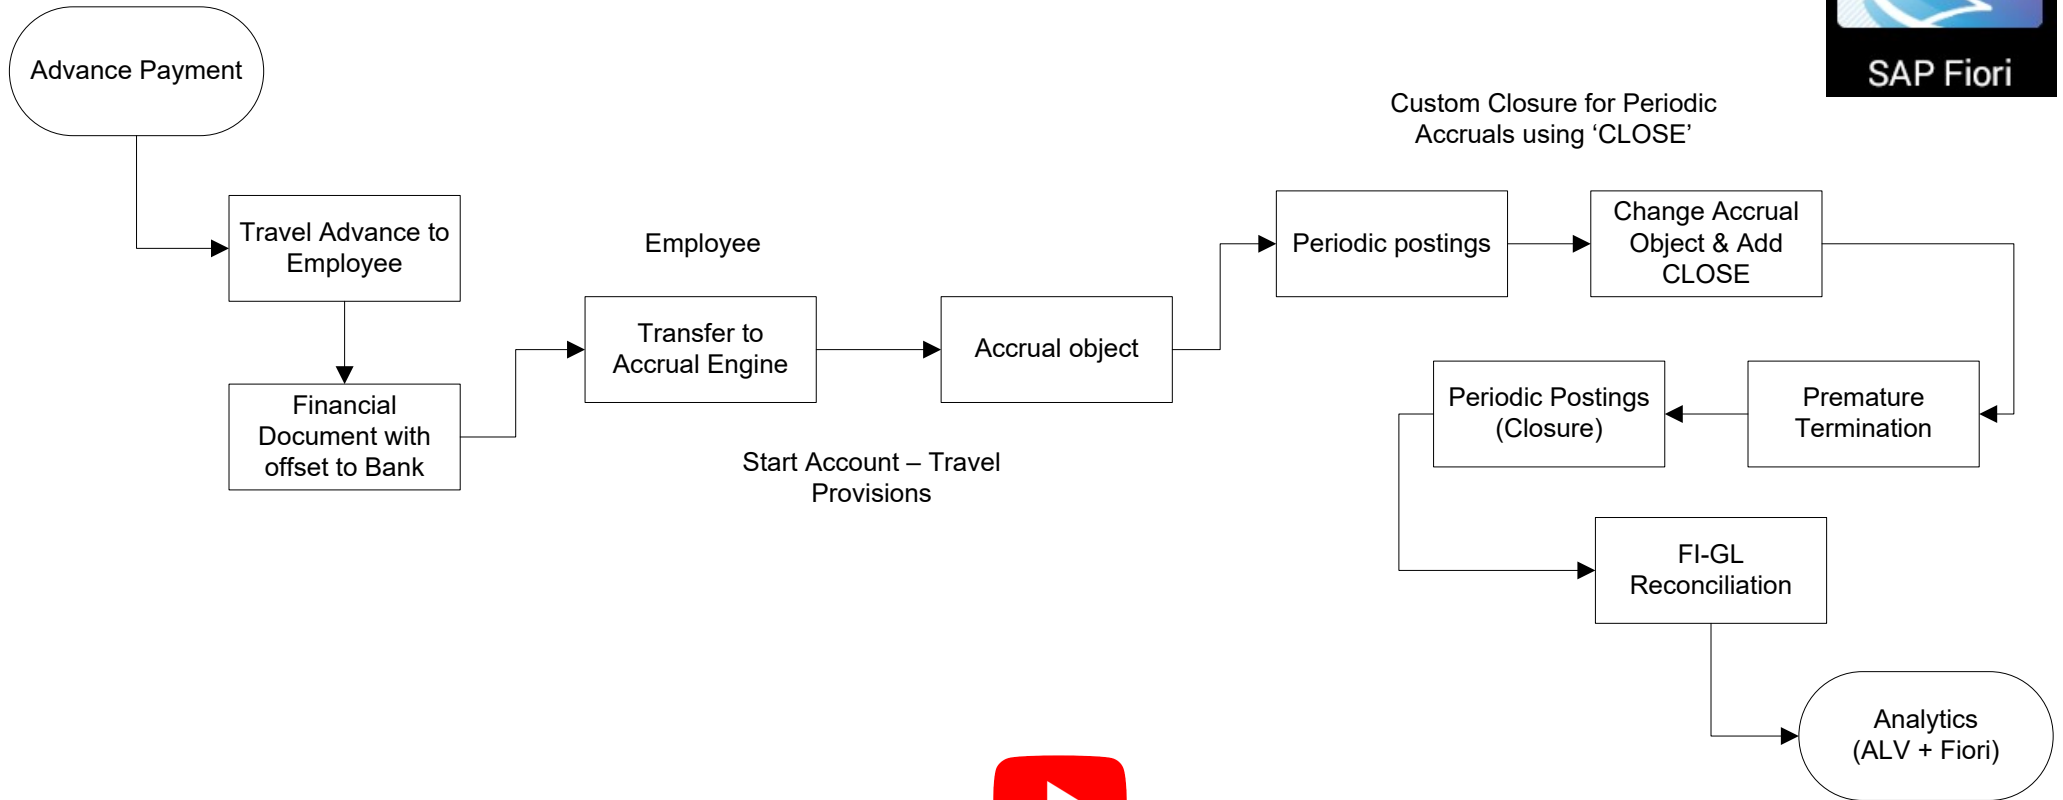 Advance Payment
SAP Fiori
Custom Closure for Periodic
Accruals using ‘CLOSE’
Travel Advance to
Employee
Employee
Periodic postings
Change Accrual
Object & Add
CLOSE
Transfer to
Accrual Engine
Accrual object
Financial
Document with
offset to Bank
Start Account – Travel
Provisions
Periodic Postings
(Closure)
Premature
Termination
FI-GL
Reconciliation
Analytics
(ALV + Fiori)